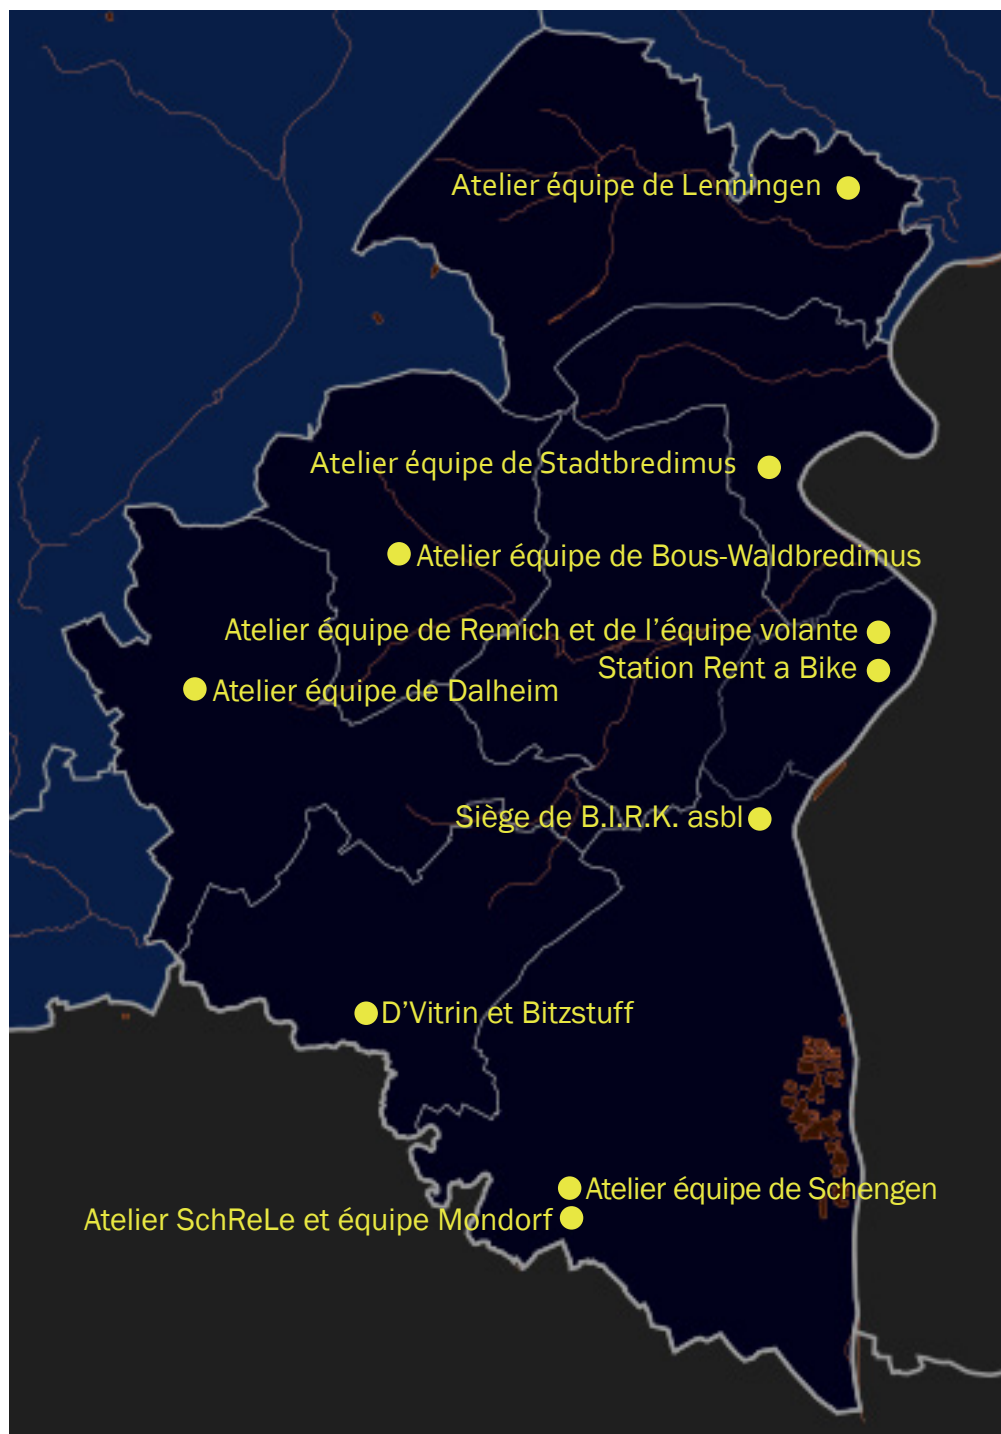 Atelier équipe de Lenningen
Atelier équipe de Stadtbredimus
Atelier équipe de Bous-Waldbredimus
Atelier équipe de Remich et de l’équipe volante
Station Rent a Bike
Atelier équipe de Dalheim
Siège de B.I.R.K. asbl
D’Vitrin et Bitzstuff
Atelier équipe de Schengen
Atelier SchReLe et équipe Mondorf